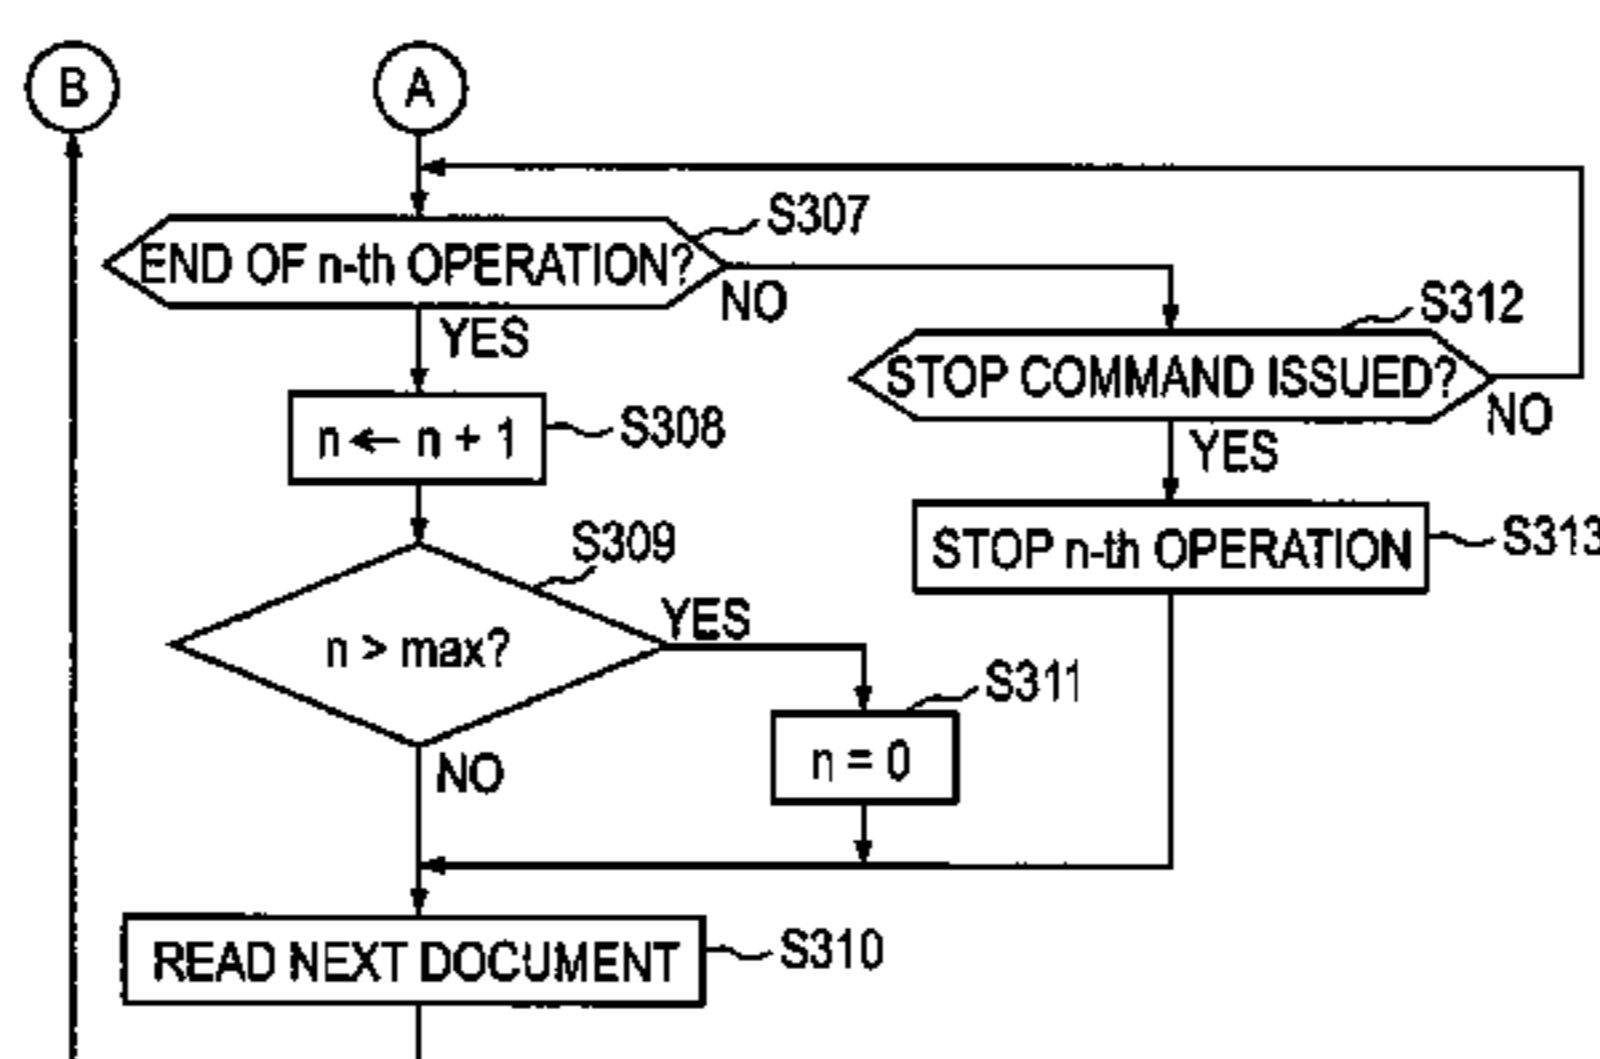 B
A
S307
END OF n-th OPERATION?
NO
YES
S312
STOP COMMAND ISSUED?
NO
YES
n ← n + 1
S308
S309
n > max?
YES
NO
STOP n-th OPERATION
S313
S311
n = 0
READ NEXT DOCUMENT
S310